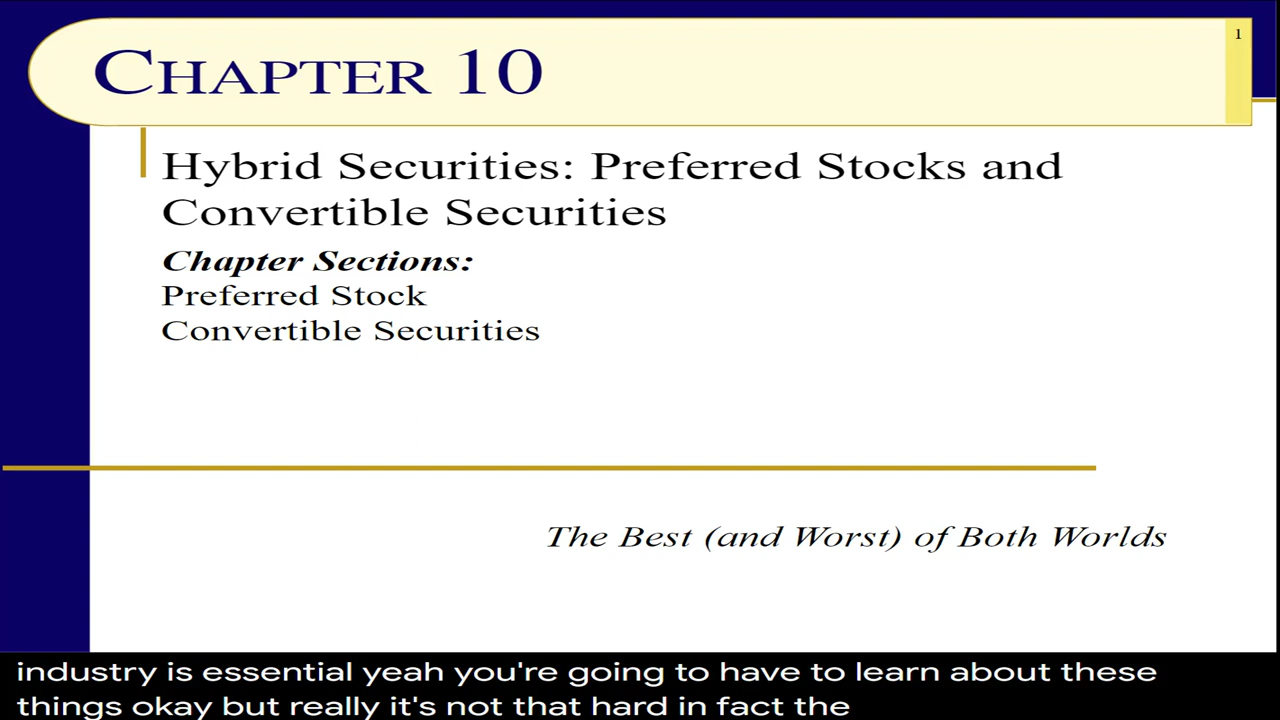 1
CHAPTER 10
Hybrid Securities: Preferred Stocks and
Convertible Securities
Chapter Sections:
Preferred Stock
Convertible Securities
The Best (and Worst) of Both Worlds
industry is essential yeah you're going to have to learn about these
things okay but really it's not that hard in fact the